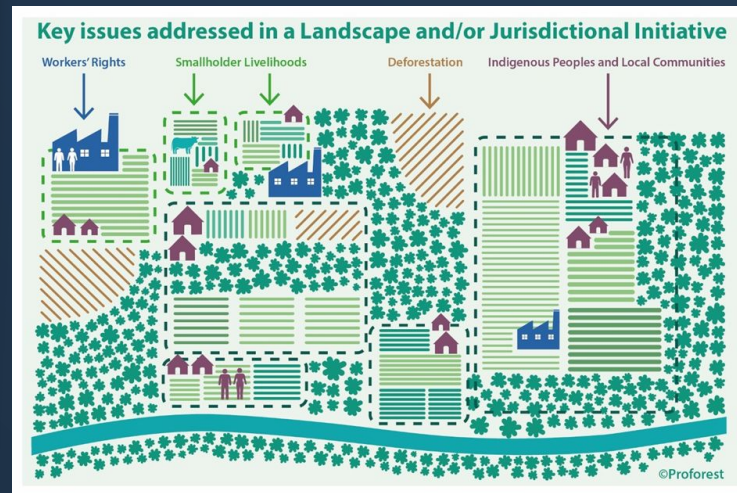 Key issues addressed in a Landscape and/or Jurisdictional Initiative
Workers' Rights
Smallholder Livelihoods
Deforestation
Indigenous Peoples and Local Communities
©Proforest